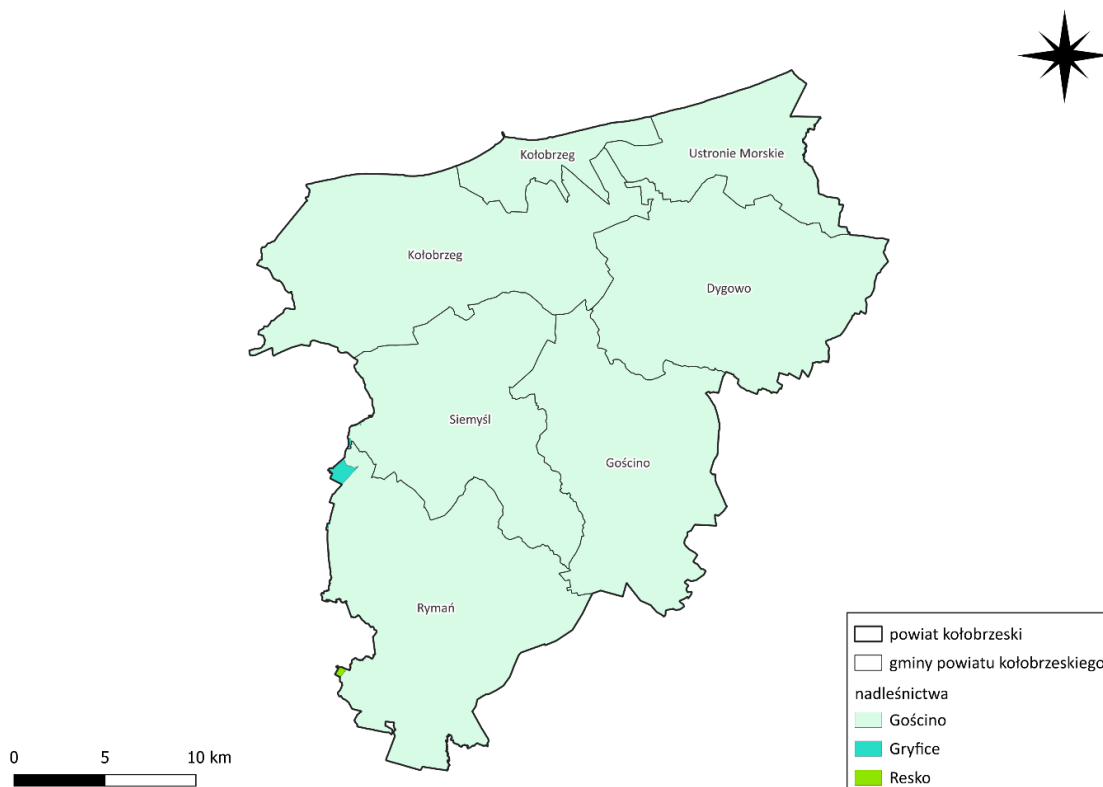 Kołobrzeg
Ustronie Morskie
Kołobrzeg
Dygowo
Siemyśl
Gościno
Rymań
powiat kołobrzeski
gminy powiatu kołobrzeskiego
nadleśnictwa
Gościno
Gryfice
Resko
0 5 10 km